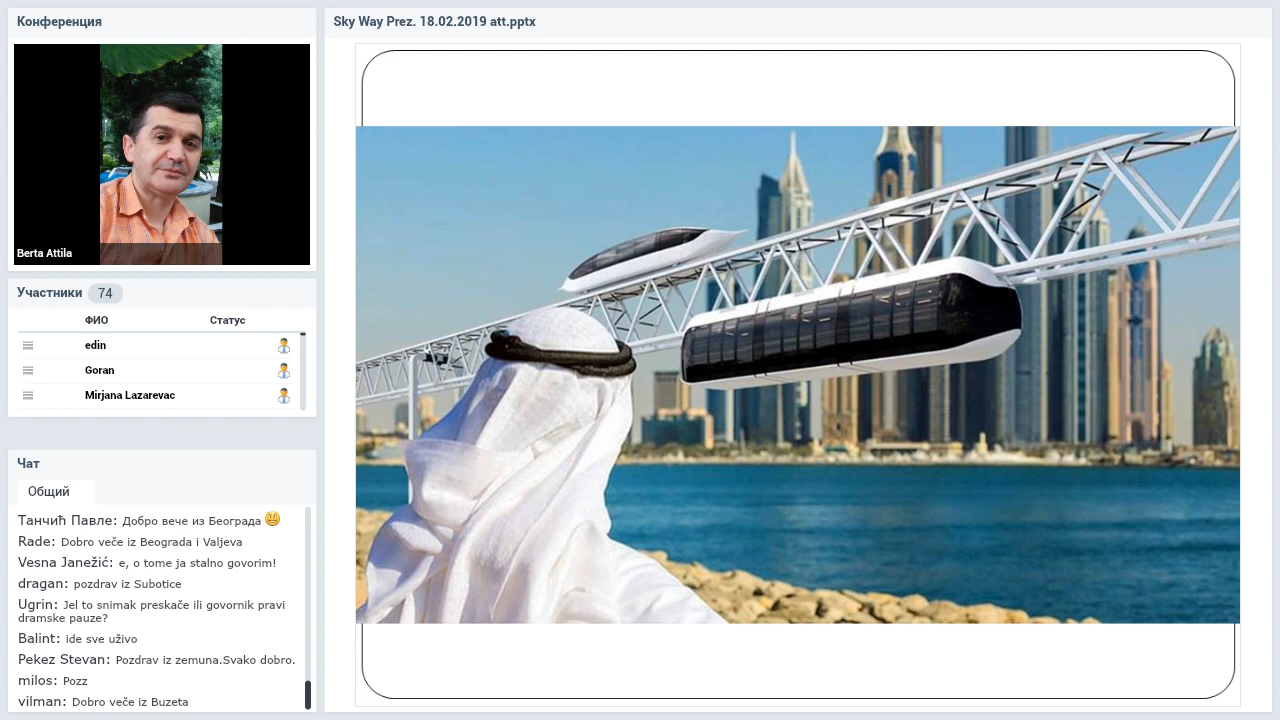 Конференция
Berta Attila
Участники 74
ФИО Статус
edin
Goran
Mirjana Lazarevac
Чат
Общий
Танчић Павле: Добро вече из Београда
Rade: Dobro veče iz Beograda i Valjeva
Vesna Janežić: e, o tome ja stalno govorim!
dragan: pozdrav iz Subotice
Ugrin: Jel to snimak preskače ili govornik pravi
dramske pauze?
Balint: ide sve uživo
Pekez Stevan: Pozdrav iz zemuna.Svako dobro.
milos: Pozz
vilman: Dobro veče iz Buzeta
Sky Way Prez. 18.02.2019 att.pptx